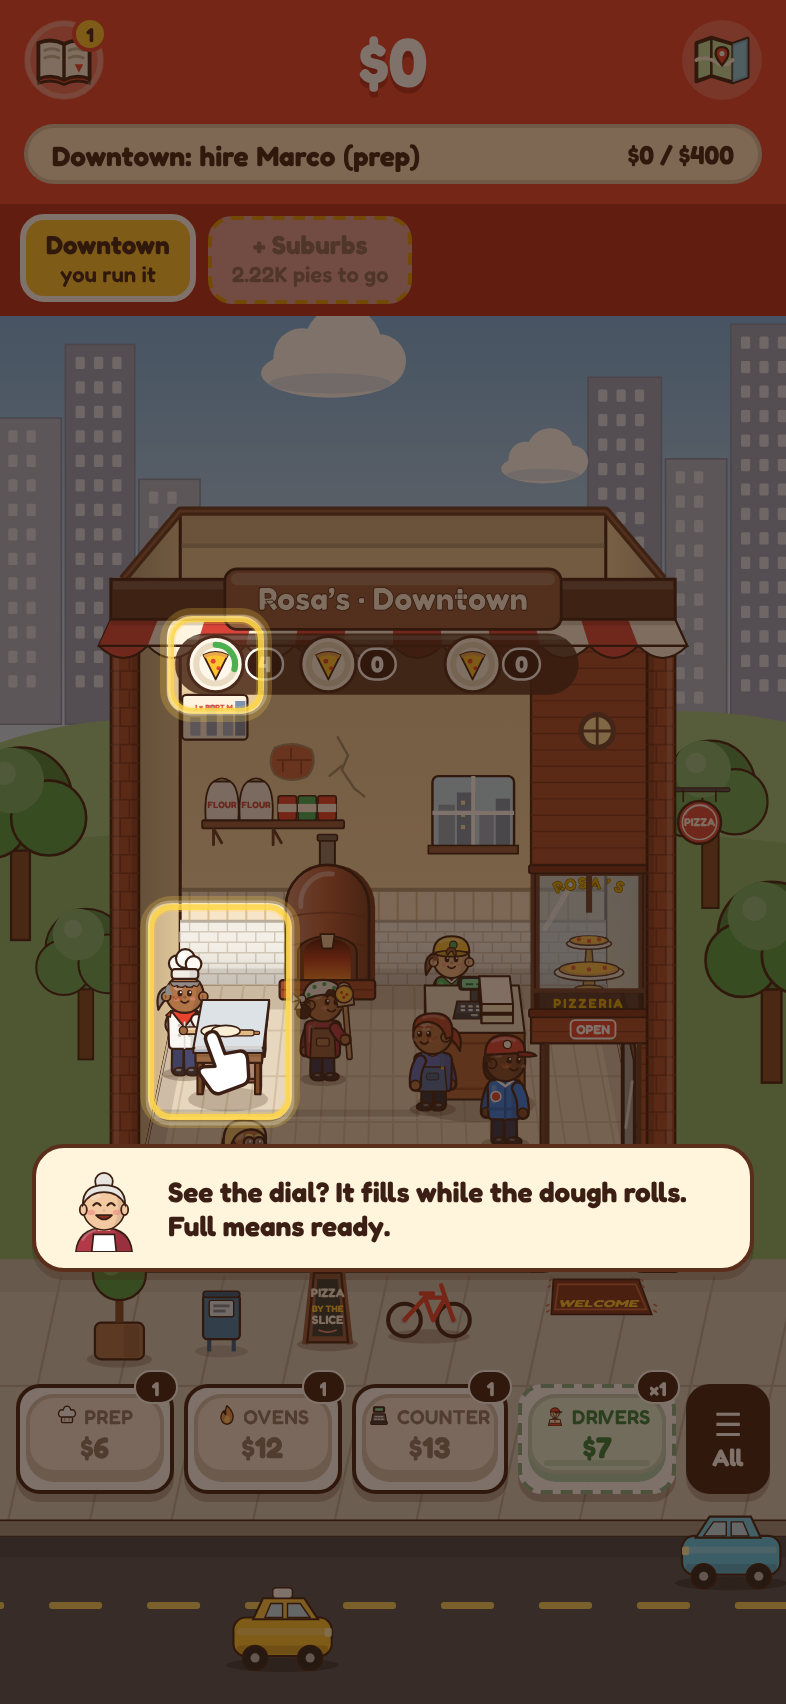 1
$0
Downtown: hire Marco (prep)
$0 / $400
Downtown
you run it
+ Suburbs
2.22K pies to go
Rosa's · Downtown
0
0
FLOUR FLOUR
PIZZA
ROSA'S
PIZZERIA
OPEN
See the dial? It fills while the dough rolls.
Full means ready.
PIZZA
BY THE
SLICE
WELCOME
1
PREP
$6
1
OVENS
$12
1
COUNTER
$13
x1
DRIVERS
$7
All